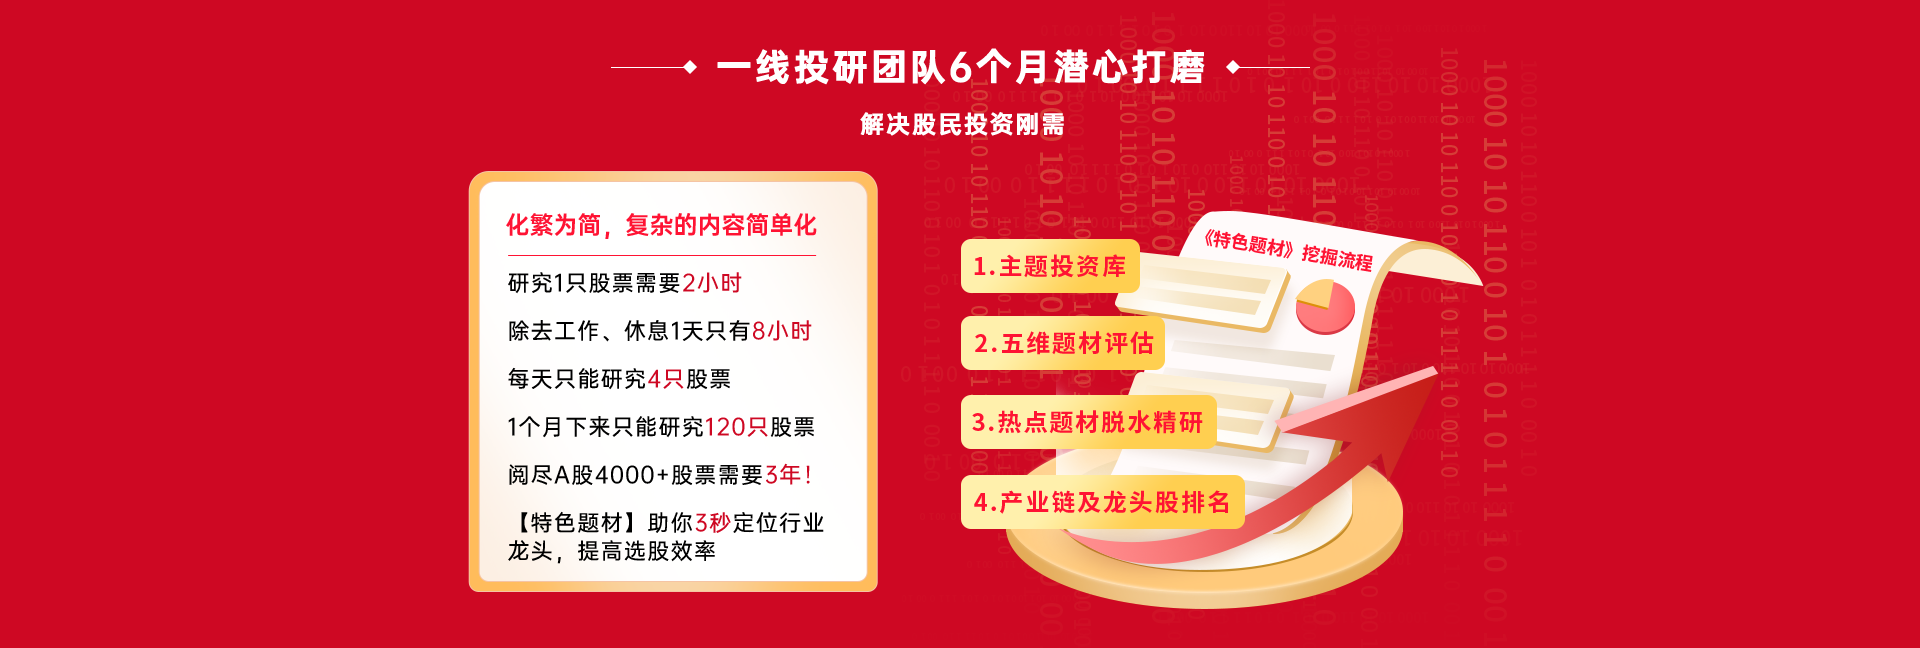 一线投研团队6个月潜心打磨
解决股民投资刚需
化繁为简，复杂的内容简单化
研究1只股票需要2小时
除去工作、休息1天只有8小时
每天只能研究4只股票
1个月下来只能研究120只股票
阅尽A股4000+股票需要3年！
【特色题材】助你3秒定位行业
龙头，提高选股效率
《特色题材》挖掘流程
1.主题投资库
2.五维题材评估
3.热点题材脱水精研
4.产业链及龙头股排名